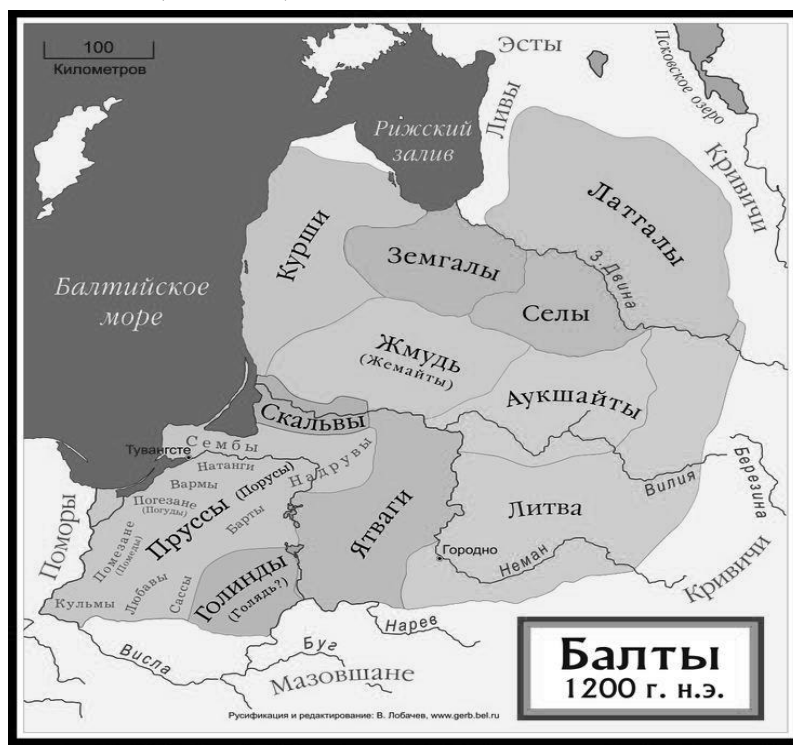 100
Километров
Эсты
Псковское озеро
Ливы
Рижский
залив
Кривичи
Латгалы
Курши
Земгалы
З.Двина
Балтийское
море
Селы
Жмудь
(Жемайты)
Аукшайты
Скальвы
Сембы
Тувангсте
Натанги
Надрувы
Вармы
Пруссы (Порусы)
Погезане
(Погуды)
Барты
Помезане
(Помеды)
Поморы
Ятваги
Литва
Вилия
Березина
Городно
Неман
Кривичи
Голинды
(Голядь?)
Кульмы
Любавы
Сассы
Нарев
Висла
Буг
Мазовшане
Балты
1200 г. н.э.
Русификация и редактирование: В. Лобачев, www.gerb.bel.ru